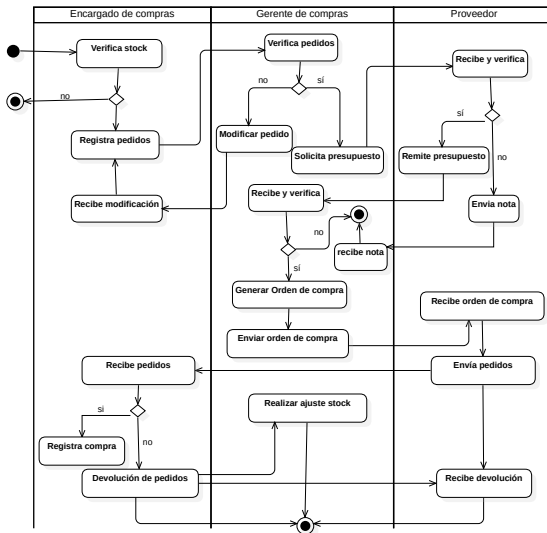 Encargado de compras
Gerente de compras
Proveedor
Verifica stock
Verifica pedidos
Recibe y verifica
no
no
sí
sí
Registra pedidos
Modificar pedido
Solicita presupuesto
Remite presupuesto
no
Recibe modificación
Recibe y verifica
Envia nota
no
recibe nota
sí
Generar Orden de compra
Recibe orden de compra
Enviar orden de compra
Recibe pedidos
Envía pedidos
si
Realizar ajuste stock
no
Registra compra
Devolución de pedidos
Recibe devolución